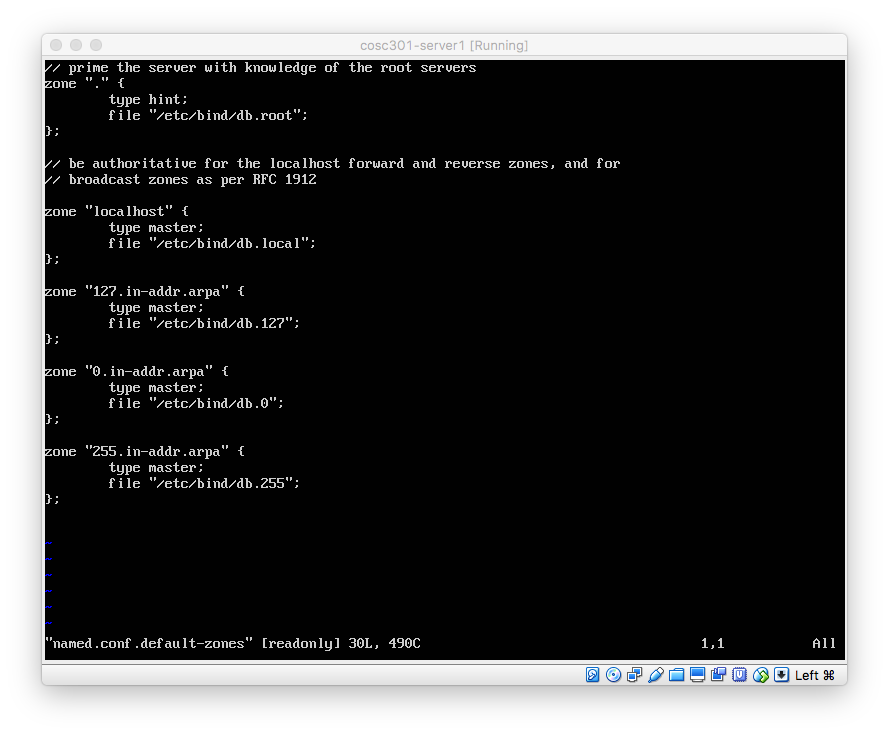 cosc301-server1 [Running]
// prime the server with knowledge of the root servers
zone "." {
        type hint;
        file "/etc/bind/db.root";
};

// be authoritative for the localhost forward and reverse zones, and for
// broadcast zones as per RFC 1912

zone "localhost" {
        type master;
        file "/etc/bind/db.local";
};

zone "127.in-addr.arpa" {
        type master;
        file "/etc/bind/db.127";
};

zone "0.in-addr.arpa" {
        type master;
        file "/etc/bind/db.0";
};

zone "255.in-addr.arpa" {
        type master;
        file "/etc/bind/db.255";
};

~
~
~
~
~
~
"named.conf.default-zones" [readonly] 30L, 490C 1,1 All
Left ⌘